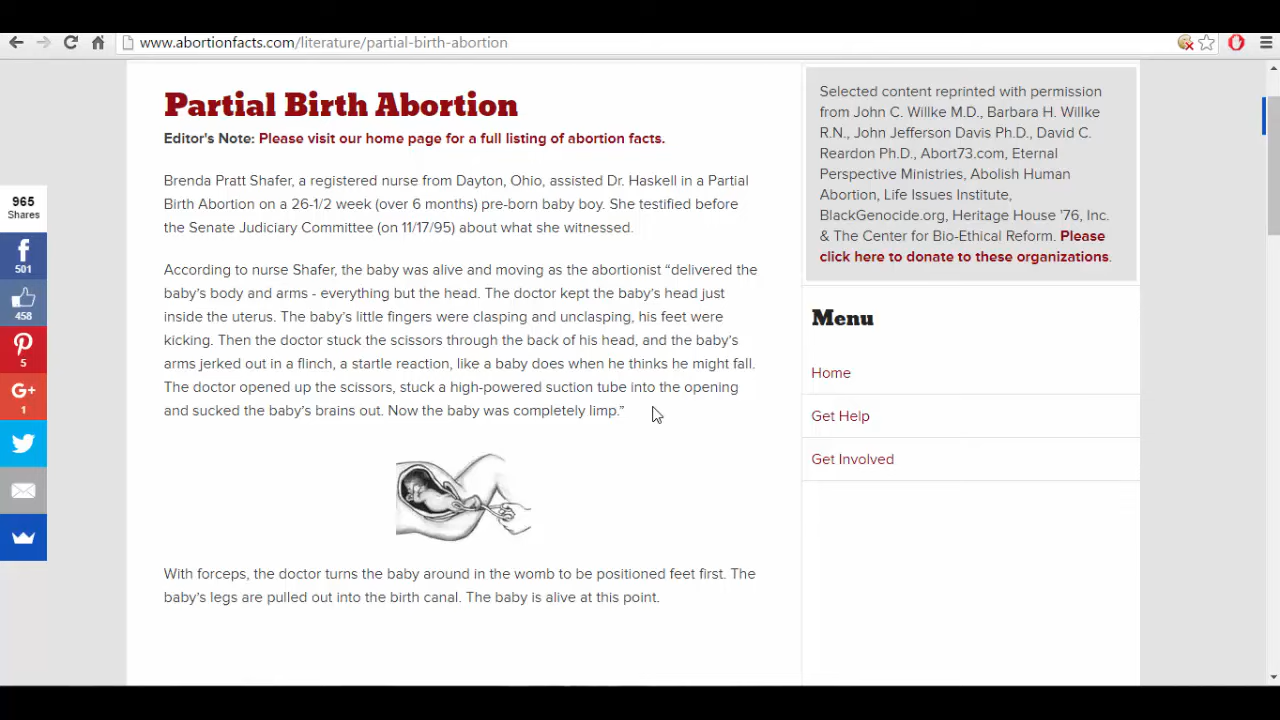 www.abortionfacts.com/literature/partial-birth-abortion
Partial Birth Abortion
Editor's Note: Please visit our home page for a full listing of abortion facts.
Brenda Pratt Shafer, a registered nurse from Dayton, Ohio, assisted Dr. Haskell in a Partial
Birth Abortion on a 26-1/2 week (over 6 months) pre-born baby boy. She testified before
the Senate Judiciary Committee (on 11/17/95) about what she witnessed.
According to nurse Shafer, the baby was alive and moving as the abortionist “delivered the
baby’s body and arms - everything but the head. The doctor kept the baby’s head just
inside the uterus. The baby’s little fingers were clasping and unclasping, his feet were
kicking. Then the doctor stuck the scissors through the back of his head, and the baby’s
arms jerked out in a flinch, a startle reaction, like a baby does when he thinks he might fall.
The doctor opened up the scissors, stuck a high-powered suction tube into the opening
and sucked the baby’s brains out. Now the baby was completely limp.”
With forceps, the doctor turns the baby around in the womb to be positioned feet first. The
baby’s legs are pulled out into the birth canal. The baby is alive at this point.
965
Shares
501
458
5
G+
1
Selected content reprinted with permission
from John C. Willke M.D., Barbara H. Willke
R.N., John Jefferson Davis Ph.D., David C.
Reardon Ph.D., Abort73.com, Eternal
Perspective Ministries, Abolish Human
Abortion, Life Issues Institute,
BlackGenocide.org, Heritage House ’76, Inc.
& The Center for Bio-Ethical Reform. Please
click here to donate to these organizations.
Menu
Home
Get Help
Get Involved